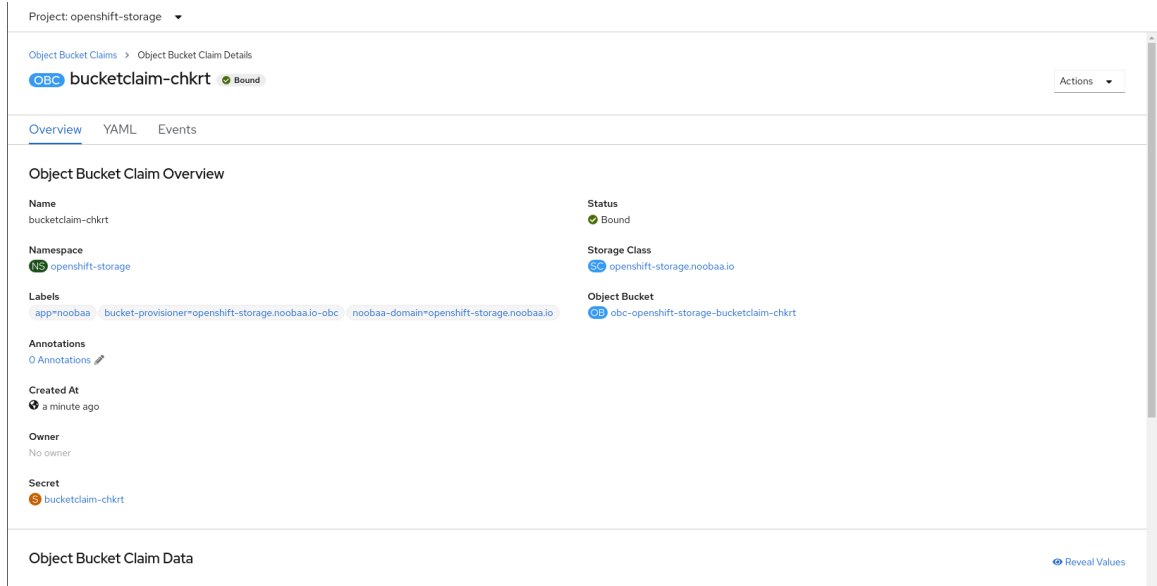 Project: openshift-storage
Object Bucket Claims > Object Bucket Claim Details
OBC bucketclaim-chkrt Bound
Actions
Overview YAML Events
Object Bucket Claim Overview
Name
bucketclaim-chkrt
Namespace
NS openshift-storage
Labels
app=noobaa bucket-provisioner=openshift-storage.noobaa.io-obc noobaa-domain=openshift-storage.noobaa.io
Annotations
0 Annotations
Created At
a minute ago
Owner
No owner
Secret
S bucketclaim-chkrt
Status
Bound
Storage Class
SC openshift-storage.noobaa.io
Object Bucket
OB obc-openshift-storage-bucketclaim-chkrt
Object Bucket Claim Data
Reveal Values